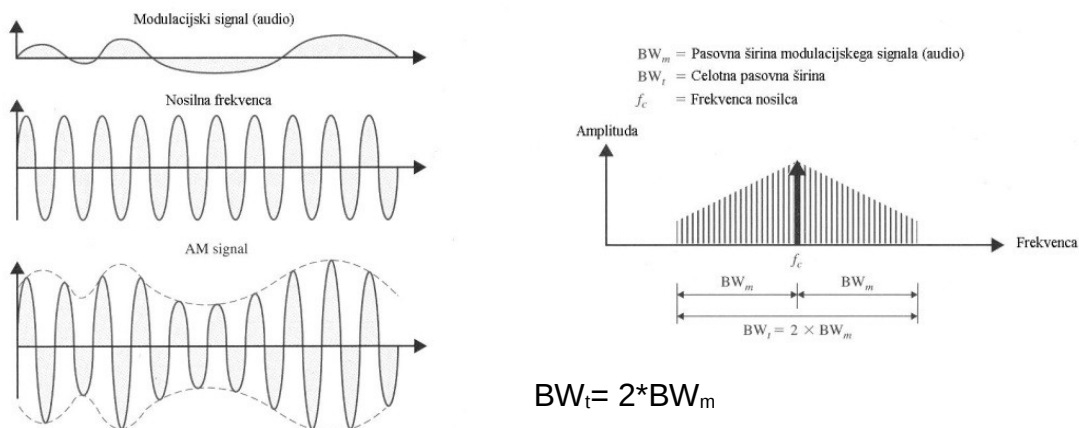 Modulacijski signal (audio)
Nosilna frekvenca
AM signal
BWm = Pasovna širina modulacijskega signala (audio)
BWt = Celotna pasovna širina
fc = Frekvenca nosilca
Amplituda
Frekvenca
fc
BWm BWm
BWt = 2 × BWm
BWt= 2*BWm